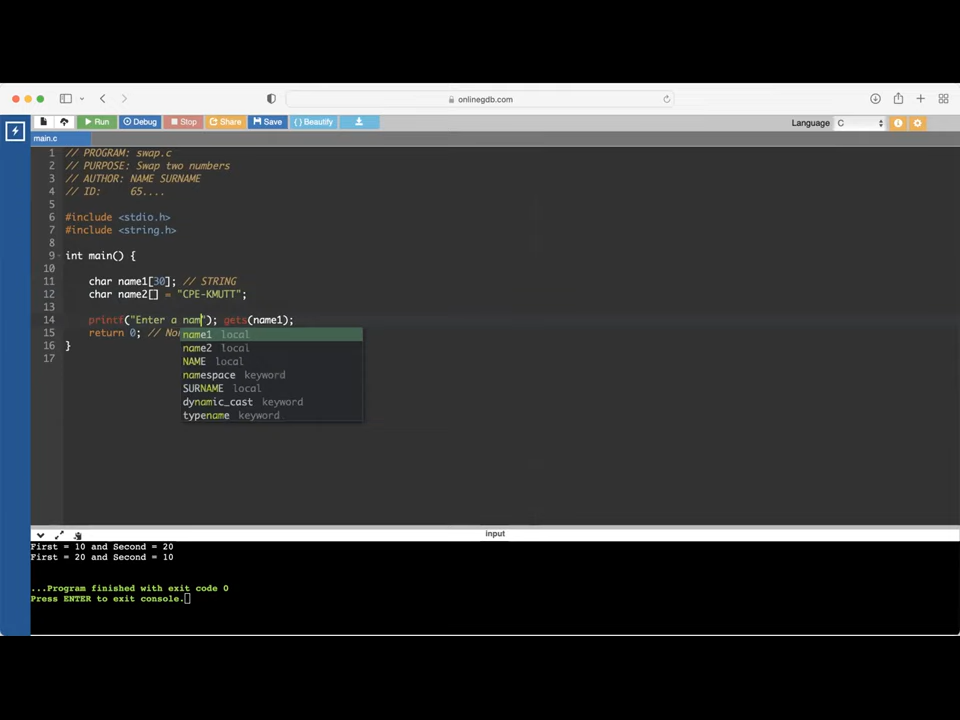 onlinegdb.com
Run Debug Stop Share Save { } Beautify Language C
main.c
1 // PROGRAM: swap.c
2 // PURPOSE: Swap two numbers
3 // AUTHOR: NAME SURNAME
4 // ID: 65....
5
6 #include <stdio.h>
7 #include <string.h>
8
9 int main() {
10
11 char name1[30]; // STRING
12 char name2[] = "CPE-KMUTT";
13
14 printf("Enter a nam"); gets(name1);
15 return 0; // No
16 }
17
name1 local
name2 local
NAME local
namespace keyword
SURNAME local
dynamic_cast keyword
typename keyword
input
First = 10 and Second = 20
First = 20 and Second = 10
...Program finished with exit code 0
Press ENTER to exit console.